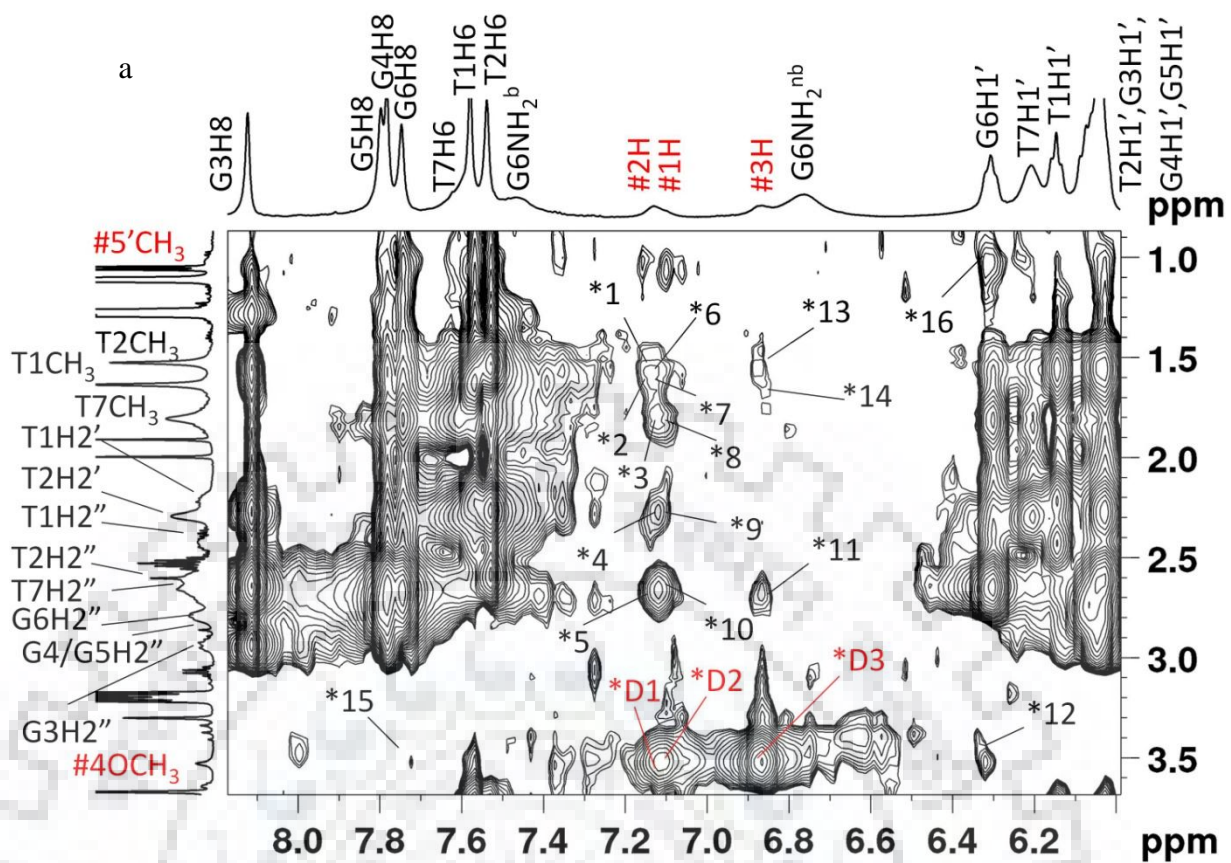 a
G3H8
G5H8
G4H8
G6H8
T7H6
T1H6
T2H6
G6NH₂ᵇ
#2H
#1H
#3H
G6NH₂ⁿᵇ
G6H1’
T7H1’
T1H1’
T2H1’,G3H1’,
G4H1’,G5H1’
ppm
#5’CH₃
T2CH₃
T1CH₃
T7CH₃
T1H2’
T2H2’
T1H2”
T2H2”
T7H2”
G6H2”
G4/G5H2”
G3H2”
#4OCH₃
*1
*6
*13
*16
*14
*7
*2
*8
*3
*9
*4
*11
*5
*10
*D1
*D2
*D3
*15
*12
1.0
1.5
2.0
2.5
3.0
3.5
8.0 7.8 7.6 7.4 7.2 7.0 6.8 6.6 6.4 6.2 ppm